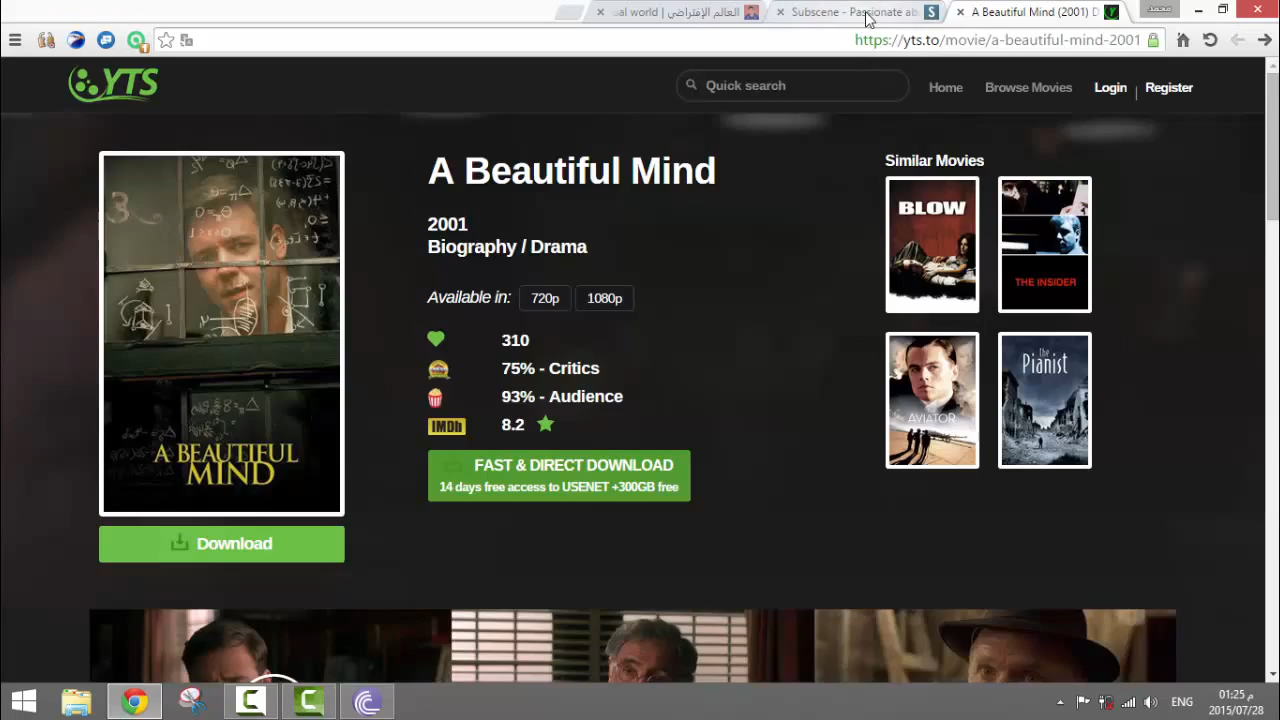 ual world | العالم الإفتراضي
Subscene - Passionate ab
A Beautiful Mind (2001) D
محمد
https://yts.to/movie/a-beautiful-mind-2001
YTS
Quick search
Home
Browse Movies
Login
Register
A Beautiful Mind
2001
Biography / Drama
Available in:
720p
1080p
310
75% - Critics
93% - Audience
IMDb
8.2
FAST & DIRECT DOWNLOAD
14 days free access to USENET +300GB free
A BEAUTIFUL
MIND
Download
Similar Movies
BLOW
THE INSIDER
AVIATOR
the
Pianist
ENG
01:25 م
2015/07/28